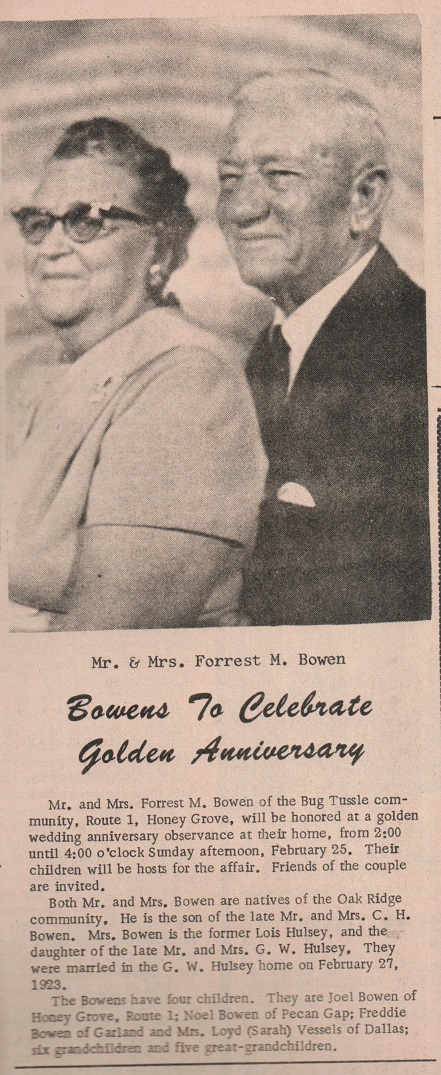 Mr. & Mrs. Forrest M. Bowen
Bowens To Celebrate
Golden Anniversary
Mr. and Mrs. Forrest M. Bowen of the Bug Tussle com-
munity, Route 1, Honey Grove, will be honored at a golden
wedding anniversary observance at their home, from 2:00
until 4:00 o'clock Sunday afternoon, February 25. Their
children will be hosts for the affair. Friends of the couple
are invited.
Both Mr. and Mrs. Bowen are natives of the Oak Ridge
community. He is the son of the late Mr. and Mrs. C. H.
Bowen. Mrs. Bowen is the former Lois Hulsey, and the
daughter of the late Mr. and Mrs. G. W. Hulsey. They
were married in the G. W. Hulsey home on February 27,
1923.
The Bowens have four children. They are Joel Bowen of
Honey Grove, Route 1; Noel Bowen of Pecan Gap; Freddie
Bowen of Garland and Mrs. Loyd (Sarah) Vessels of Dallas;
six grandchildren and five great-grandchildren.